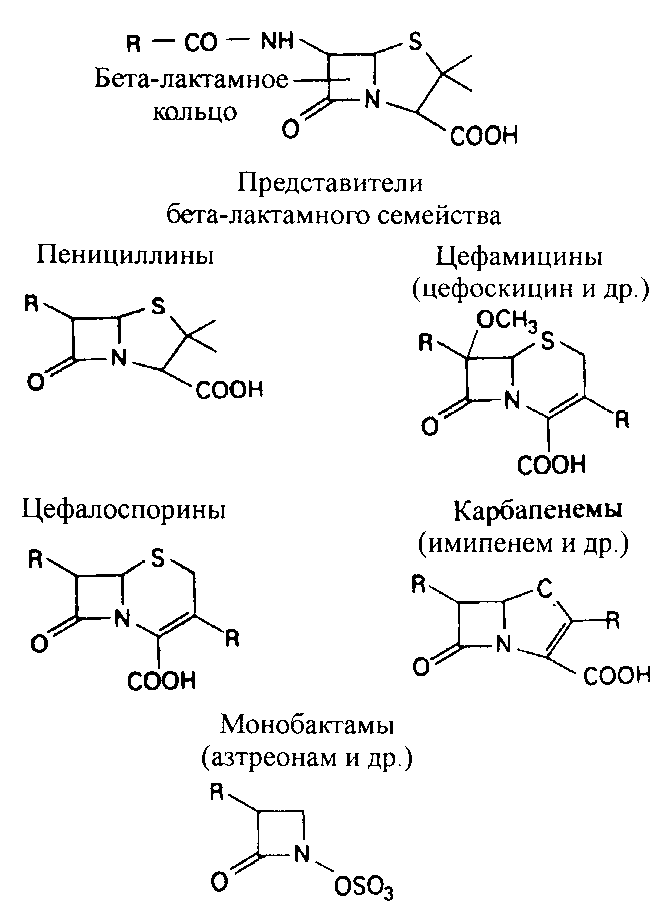 R — CO — NH S
Бета-лактамное
кольцо
N
O
COOH
Представители
бета-лактамного семейства
Пенициллины
R S
N
O
COOH
Цефамицины
(цефоскицин и др.)
OCH₃
R S
N
O
R
COOH
Цефалоспорины
R S
N
O
R
COOH
Карбапенемы
(имипенем и др.)
R C
R
N
O
COOH
Монобактамы
(азтреонам и др.)
R
N
O
OSO₃